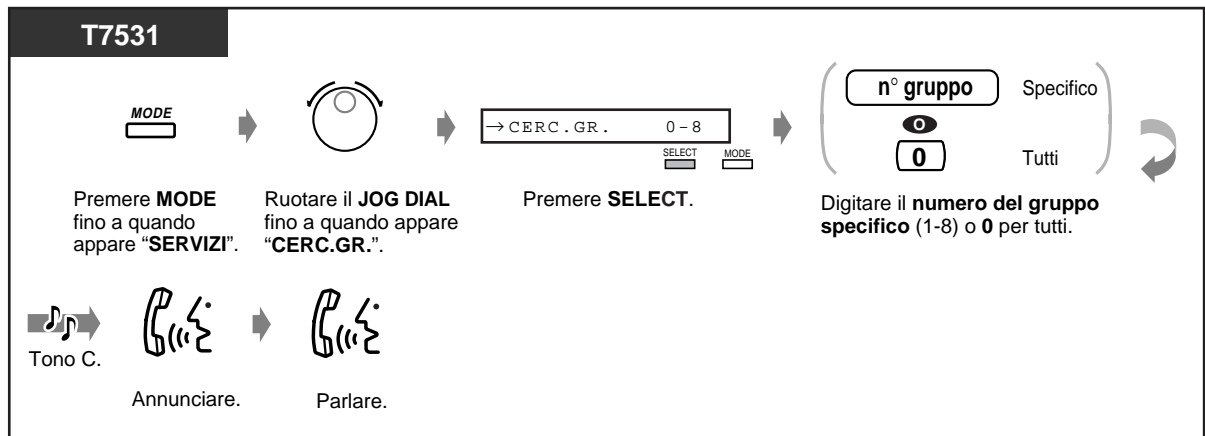 T7531
MODE
→CERC.GR. 0-8
SELECT MODE
n° gruppo Specifico
O
0 Tutti
Premere MODE
fino a quando
appare “SERVIZI”.
Ruotare il JOG DIAL
fino a quando appare
“CERC.GR.”.
Premere SELECT.
Digitare il numero del gruppo
specifico (1-8) o 0 per tutti.
Tono C.
Annunciare.
Parlare.